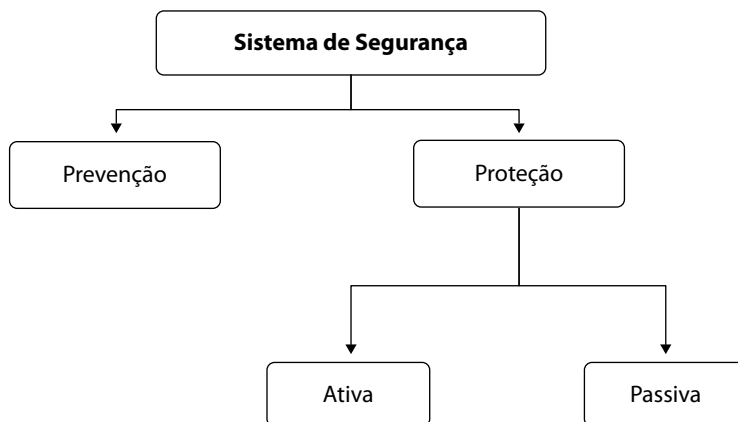 Sistema de Segurança
Prevenção
Proteção
Ativa
Passiva